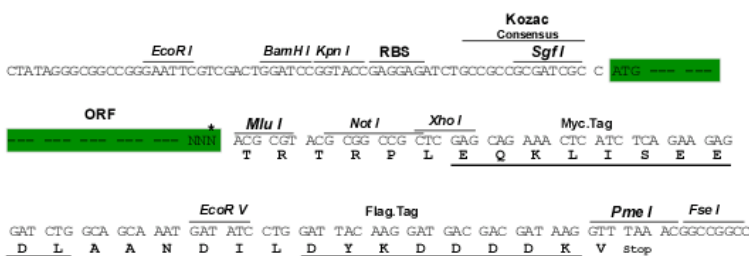 Kozac
Consensus
EcoR I BamH I Kpn I RBS Sgf I
CTATAGGGCGGCCGGGAATTCGTCGACTGGATCCGGTACCGAGGAGATCTGCCGCCGCGATCGC C ATG --- ---
ORF
--- --- --- --- --- --- NNN* Mlu I Not I Xho I Myc.Tag
ACG CGT ACG CGG CCG CTC GAG CAG AAA CTC ATC TCA GAA GAG
T R T R P L E Q K L I S E E
EcoR V Flag.Tag Pme I Fse I
GAT CTG GCA GCA AAT GAT ATC CTG GAT TAC AAG GAT GAC GAC GAT AAG GTT TAA ACGGCCGGCC
D L A A N D I L D Y K D D D D K V Stop